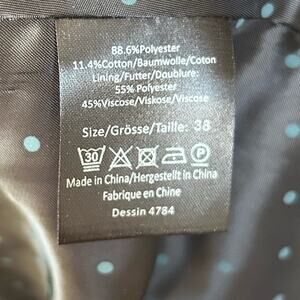 88.6%Polyester
11.4%Cotton/Baumwolle/Coton
Lining/Futter/Doublure:
55% Polyester
45%Viscose/Viskose/Viscose
Size/Grösse/Taille: 38
30 P
Made in China/Hergestellt in China
Fabrique en Chine
Dessin 4784